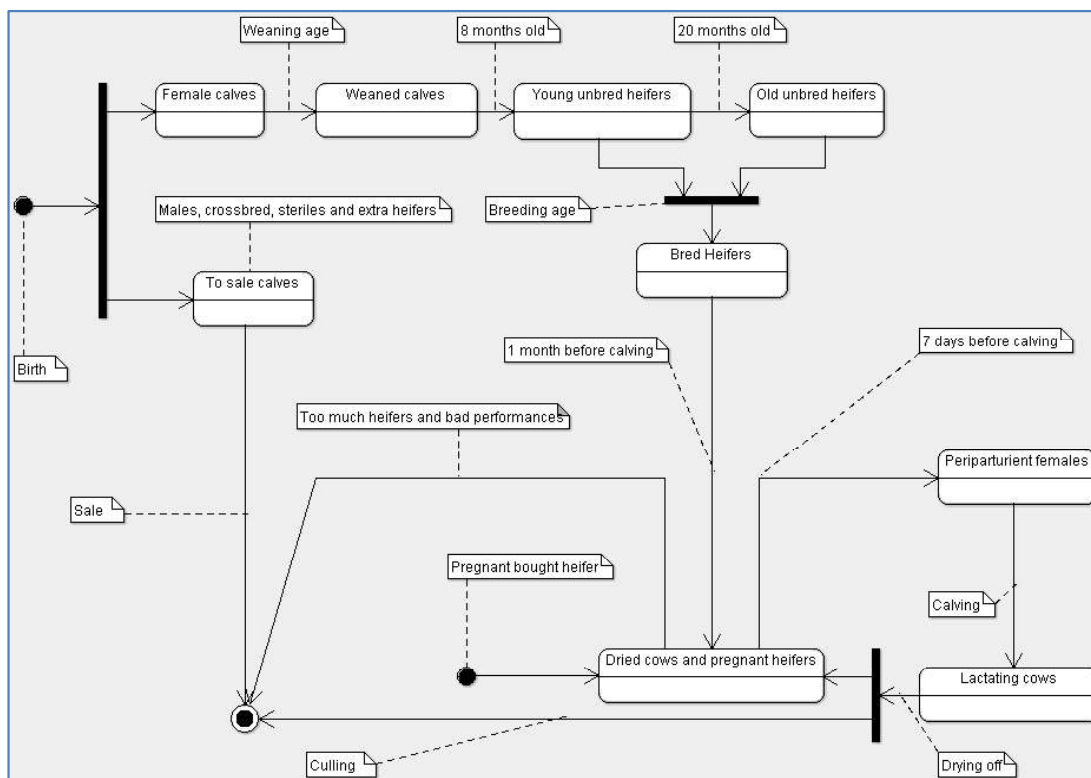 Weaning age
8 months old
20 months old
Female calves
Weaned calves
Young unbred heifers
Old unbred heifers
Males, crossbred, steriles and extra heifers
Breeding age
Bred Heifers
To sale calves
Birth
1 month before calving
7 days before calving
Too much heifers and bad performances
Periparturient females
Sale
Pregnant bought heifer
Calving
Dried cows and pregnant heifers
Lactating cows
Culling
Drying off